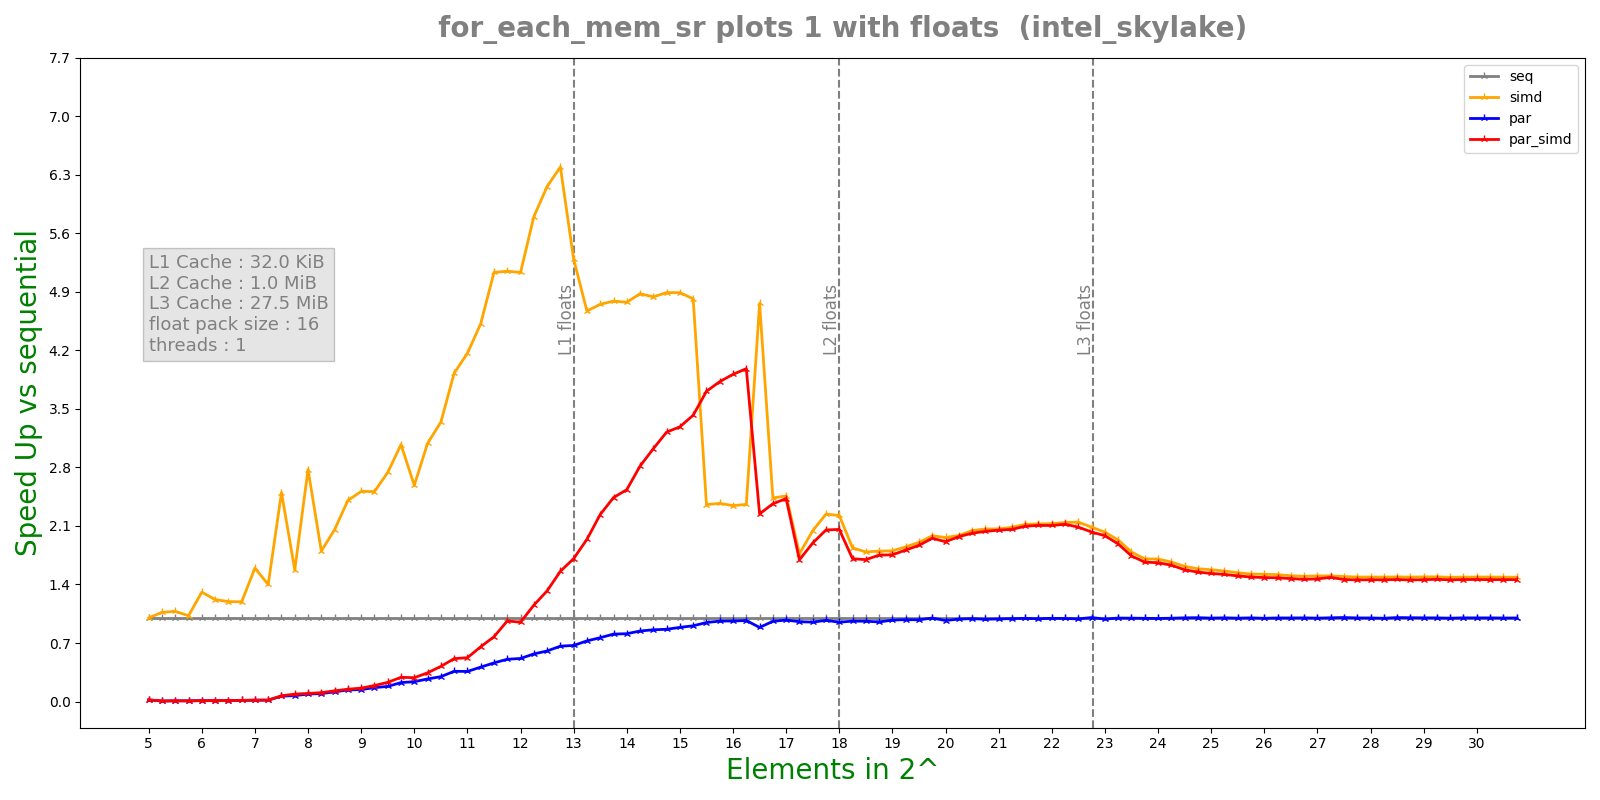 for_each_mem_sr plots 1 with floats  (intel_skylake)
Speed Up vs sequential
7.7
7.0
6.3
5.6
4.9
4.2
3.5
2.8
2.1
1.4
0.7
0.0
seq
simd
par
par_simd
L1 Cache : 32.0 KiB
L2 Cache : 1.0 MiB
L3 Cache : 27.5 MiB
float pack size : 16
threads : 1
L1 floats
L2 floats
L3 floats
5 6 7 8 9 10 11 12 13 14 15 16 17 18 19 20 21 22 23 24 25 26 27 28 29 30
Elements in 2^